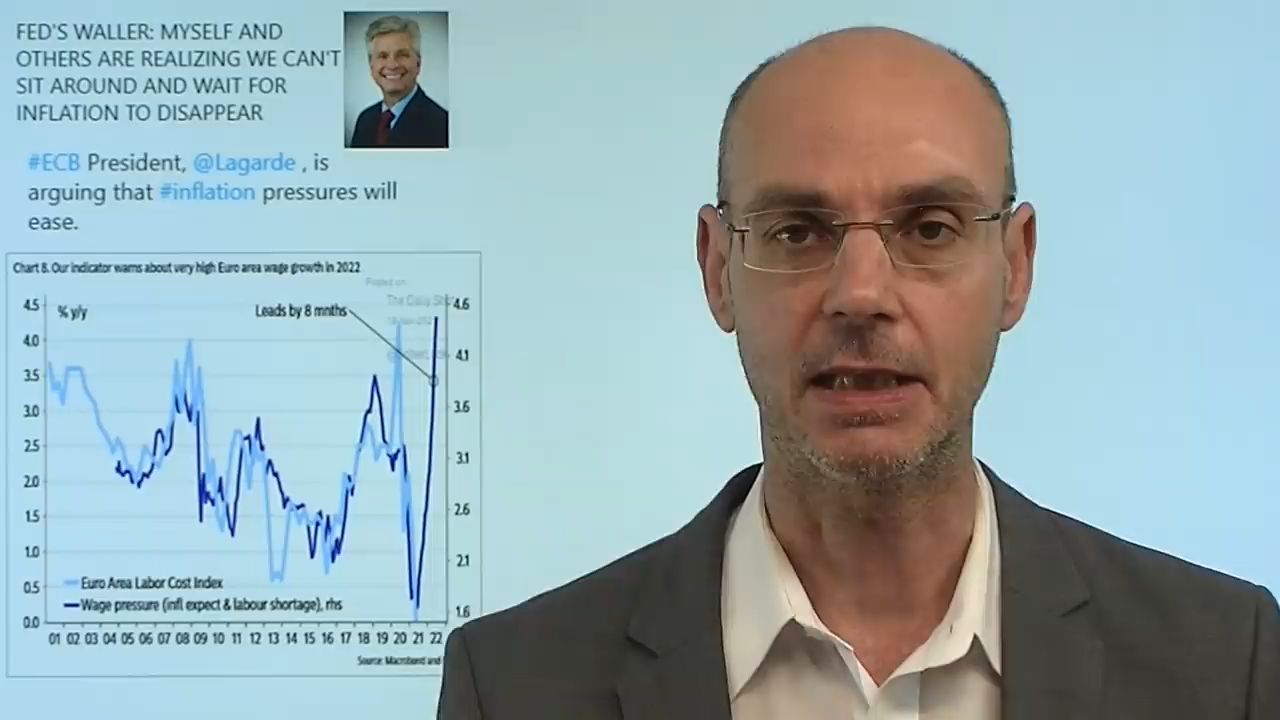 FED'S WALLER: MYSELF AND
OTHERS ARE REALIZING WE CAN'T
SIT AROUND AND WAIT FOR
INFLATION TO DISAPPEAR
#ECB President, @Lagarde , is
arguing that #inflation pressures will
ease.
Chart 8. Our indicator warns about very high Euro area wage growth in 2022
Posted on
The Daily
4.5
% y/y
Leads by 8 mnths
4.6
4.0
4.1
3.5
3.6
3.0
2.5
3.1
2.0
2.6
1.5
1.0
2.1
0.5
Euro Area Labor Cost Index
Wage pressure (infl expect & labour shortage), rhs
1.6
0.0
01 02 03 04 05 06 07 08 09 10 11 12 13 14 15 16 17 18 19 20 21 22
Source: Macrobond and